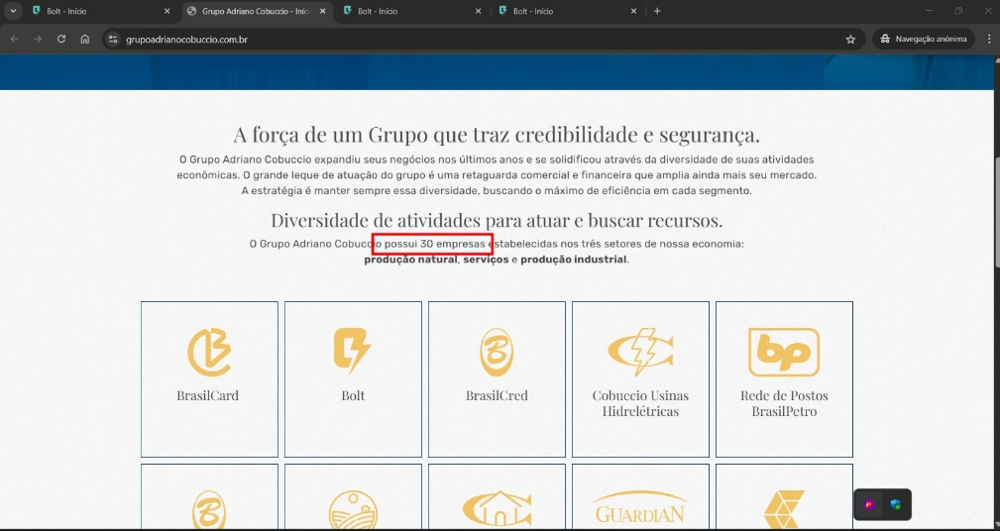 Bolt - Início
Grupo Adriano Cobuccio - Iníci
Bolt - Início
Bolt - Início
grupoadrianocobuccio.com.br
Navegação anônima
A força de um Grupo que traz credibilidade e segurança.
O Grupo Adriano Cobuccio expandiu seus negócios nos últimos anos e se solidificou através da diversidade de suas atividades
econômicas. O grande leque de atuação do grupo é uma retaguarda comercial e financeira que amplia ainda mais seu mercado.
A estratégia é manter sempre essa diversidade, buscando o máximo de eficiência em cada segmento.
Diversidade de atividades para atuar e buscar recursos.
O Grupo Adriano Cobuccio possui 30 empresas estabelecidas nos três setores de nossa economia:
produção natural, serviços e produção industrial.
BrasilCard
Bolt
BrasilCred
Cobuccio Usinas
Hidrelétricas
bp
Rede de Postos
BrasilPetro
B
GUARDIAN